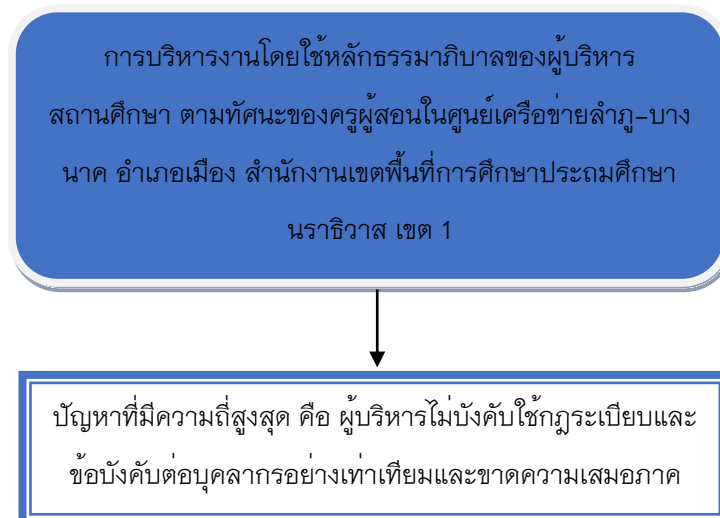 การบริหารงานโดยใช้หลักธรรมาภิบาลของผู้บริหาร
สถานศึกษา ตามทัศนะของครูผู้สอนในศูนย์เครือข่ายลำภู-บาง
นาค อำเภอเมือง สำนักงานเขตพื้นที่การศึกษาประถมศึกษา
นราธิวาส เขต 1
ปัญหาที่มีความถี่สูงสุด คือ ผู้บริหารไม่บังคับใช้กฎระเบียบและ
ข้อบังคับต่อบุคลากรอย่างเท่าเทียมและขาดความเสมอภาค